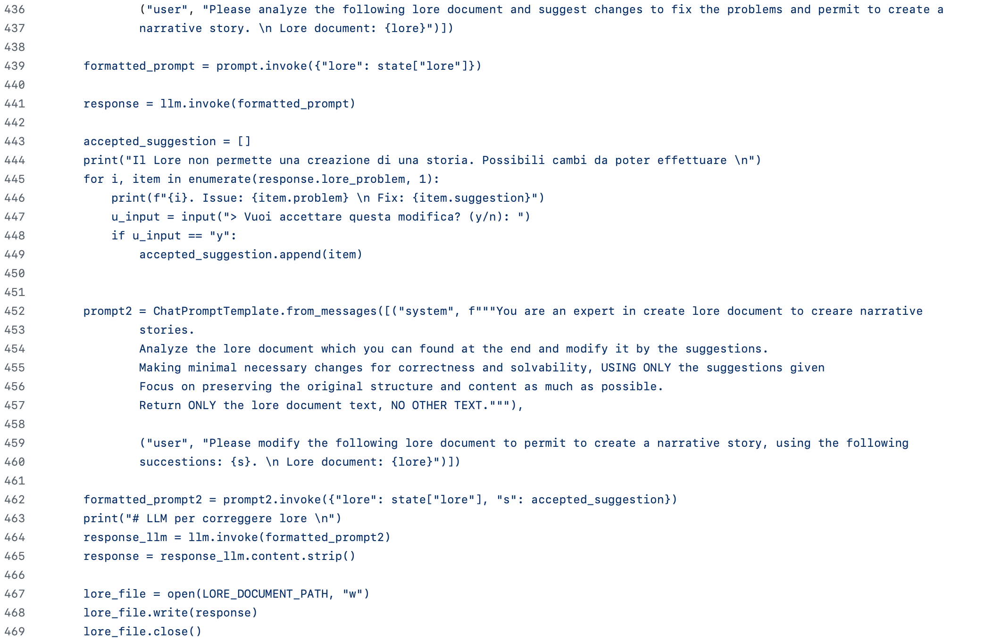 436                 ("user", "Please analyze the following lore document and suggest changes to fix the problems and permit to create a
437                 narrative story. \n Lore document: {lore}")])
438
439         formatted_prompt = prompt.invoke({"lore": state["lore"]})
440
441         response = llm.invoke(formatted_prompt)
442
443         accepted_suggestion = []
444         print("Il Lore non permette una creazione di una storia. Possibili cambi da poter effettuare \n")
445         for i, item in enumerate(response.lore_problem, 1):
446             print(f"{i}. Issue: {item.problem} \n Fix: {item.suggestion}")
447             u_input = input("> Vuoi accettare questa modifica? (y/n): ")
448             if u_input == "y":
449                 accepted_suggestion.append(item)
450
451
452         prompt2 = ChatPromptTemplate.from_messages([("system", f"""You are an expert in create lore document to creare narrative
453                 stories.
454                 Analyze the lore document which you can found at the end and modify it by the suggestions.
455                 Making minimal necessary changes for correctness and solvability, USING ONLY the suggestions given
456                 Focus on preserving the original structure and content as much as possible.
457                 Return ONLY the lore document text, NO OTHER TEXT."""),
458
459                 ("user", "Please modify the following lore document to permit to create a narrative story, using the following
460                 succestions: {s}. \n Lore document: {lore}")])
461
462         formatted_prompt2 = prompt2.invoke({"lore": state["lore"], "s": accepted_suggestion})
463         print("# LLM per correggere lore \n")
464         response_llm = llm.invoke(formatted_prompt2)
465         response = response_llm.content.strip()
466
467         lore_file = open(LORE_DOCUMENT_PATH, "w")
468         lore_file.write(response)
469         lore_file.close()